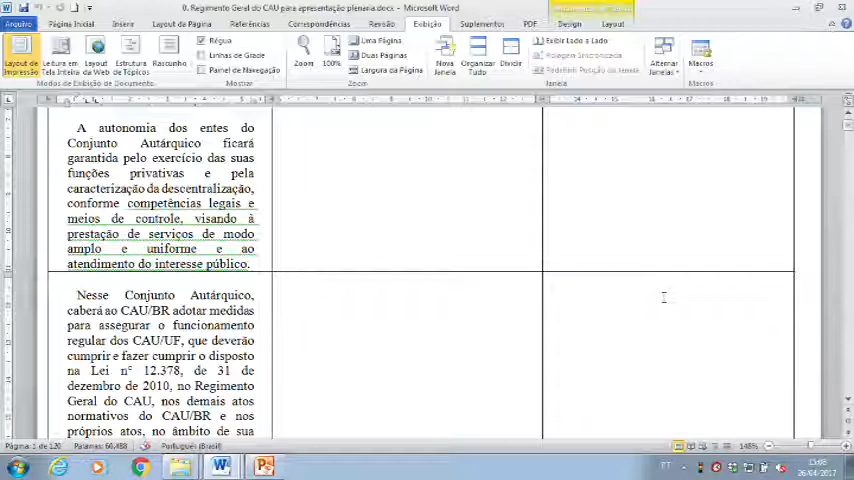 0. Regimento Geral do CAU para apresentação plenaria.docx - Microsoft Word
Arquivo Página Inicial Inserir Layout da Página Referências Correspondências Revisão Exibição Suplementos PDF Design Layout
Layout de Impressão
Leitura em Tela Inteira
Layout da Web
Estrutura de Tópicos
Rascunho
Modos de Exibição de Documento
Régua
Linhas de Grade
Painel de Navegação
Mostrar
Zoom
100%
Uma Página
Duas Páginas
Largura da Página
Zoom
Nova Janela
Organizar Tudo
Dividir
Exibir Lado a Lado
Rolagem Sincronizada
Redefinir Posição da Janela
Janela
Alternar Janelas
Macros
Macros
A autonomia dos entes do
Conjunto Autárquico ficará
garantida pelo exercício das suas
funções privativas e pela
caracterização da descentralização,
conforme competências legais e
meios de controle, visando à
prestação de serviços de modo
amplo e uniforme e ao
atendimento do interesse público.
Nesse Conjunto Autárquico,
caberá ao CAU/BR adotar medidas
para assegurar o funcionamento
regular dos CAU/UF, que deverão
cumprir e fazer cumprir o disposto
na Lei n° 12.378, de 31 de
dezembro de 2010, no Regimento
Geral do CAU, nos demais atos
normativos do CAU/BR e nos
próprios atos, no âmbito de sua
Página: 1 de 120 Palavras: 60.488 Português (Brasil) 148%
PT
26/04/2017